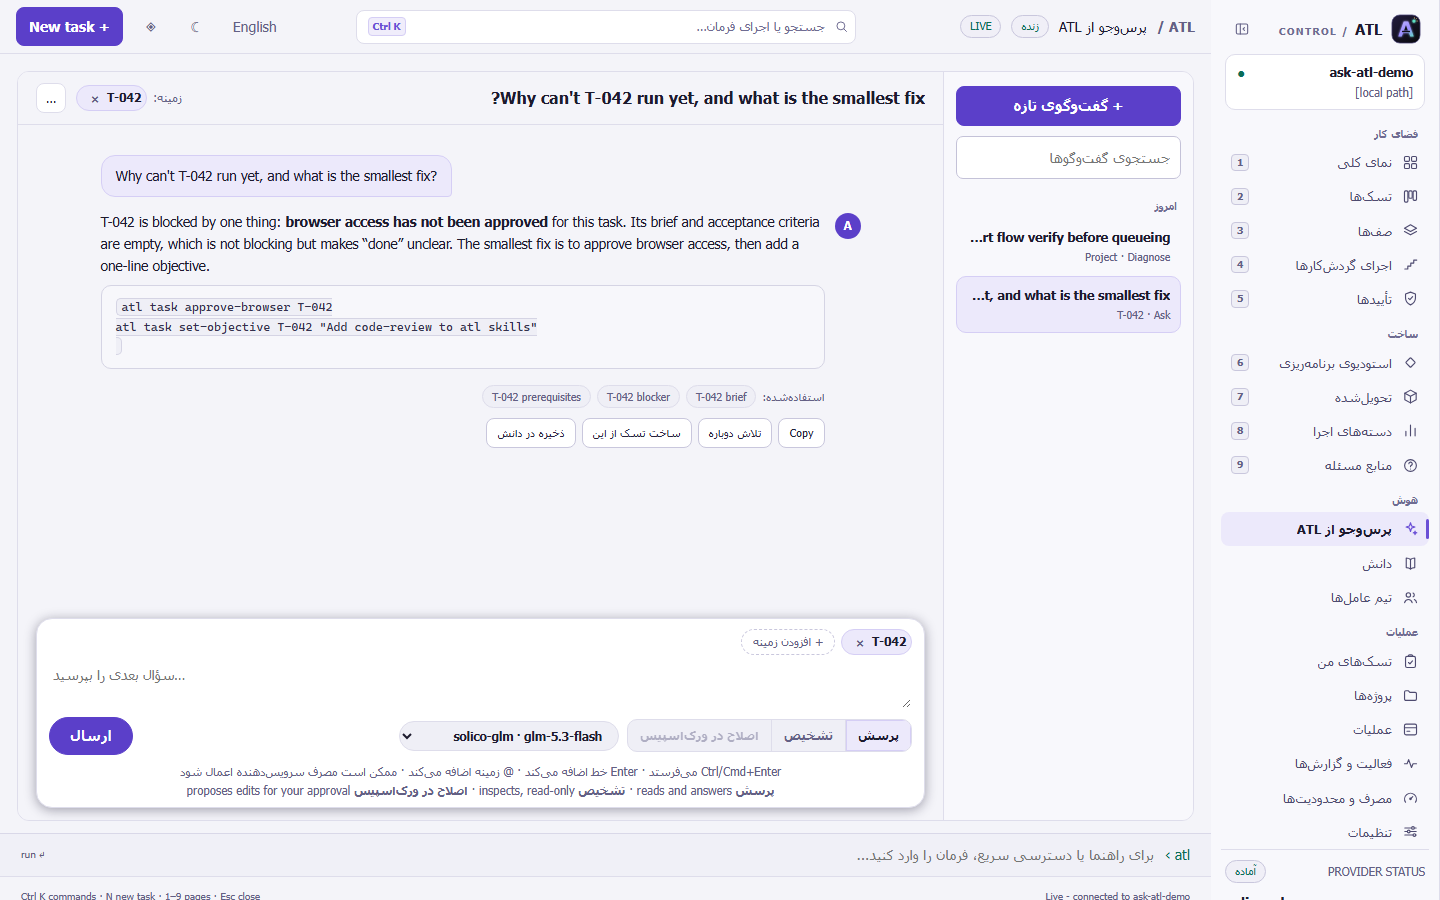 ATL / CONTROL
ask-atl-demo
[local path]
فضای کار
نمای کلی 1
تسک‌ها 2
صف‌ها 3
اجرای گردش‌کارها 4
تأییدها 5
ساخت
استودیوی برنامه‌ریزی 6
تحویل‌شده 7
دسته‌های اجرا 8
منابع مسئله 9
هوش
پرس‌وجو از ATL
دانش
تیم عامل‌ها
عملیات
تسک‌های من
پروژه‌ها
عملیات
فعالیت و گزارش‌ها
مصرف و محدودیت‌ها
تنظیمات
PROVIDER STATUS آماده
ATL / پرس‌وجو از ATL زنده LIVE
جستجو یا اجرای فرمان... Ctrl K
English
New task +
+ گفت‌وگوی تازه
جستجوی گفت‌وگوها
امروز
...rt flow verify before queueing
Project · Diagnose
...t, and what is the smallest fix
T-042 · Ask
?Why can't T-042 run yet, and what is the smallest fix
زمینه: T-042 ×
...
Why can't T-042 run yet, and what is the smallest fix?
A
T-042 is blocked by one thing: browser access has not been approved for this task. Its brief and acceptance criteria
are empty, which is not blocking but makes “done” unclear. The smallest fix is to approve browser access, then add a
one-line objective.
atl task approve-browser T-042
atl task set-objective T-042 "Add code-review to atl skills"
استفاده‌شده: T-042 brief T-042 blocker T-042 prerequisites
Copy تلاش دوباره ساخت تسک از این ذخیره در دانش
T-042 × + افزودن زمینه
سؤال بعدی را بپرسید...
پرسش تشخیص اصلاح در ورک‌اسپیس solico-glm · glm-5.3-flash ارسال
Ctrl/Cmd+Enter می‌فرستد · Enter خط اضافه می‌کند · @ زمینه اضافه می‌کند · ممکن است مصرف سرویس‌دهنده اعمال شود
پرسش reads and answers · تشخیص inspects, read-only · اصلاح در ورک‌اسپیس proposes edits for your approval
atl › برای راهنما یا دسترسی سریع، فرمان را وارد کنید...
run ↵
Live - connected to ask-atl-demo
Ctrl K commands · N new task · 1–9 pages · Esc close